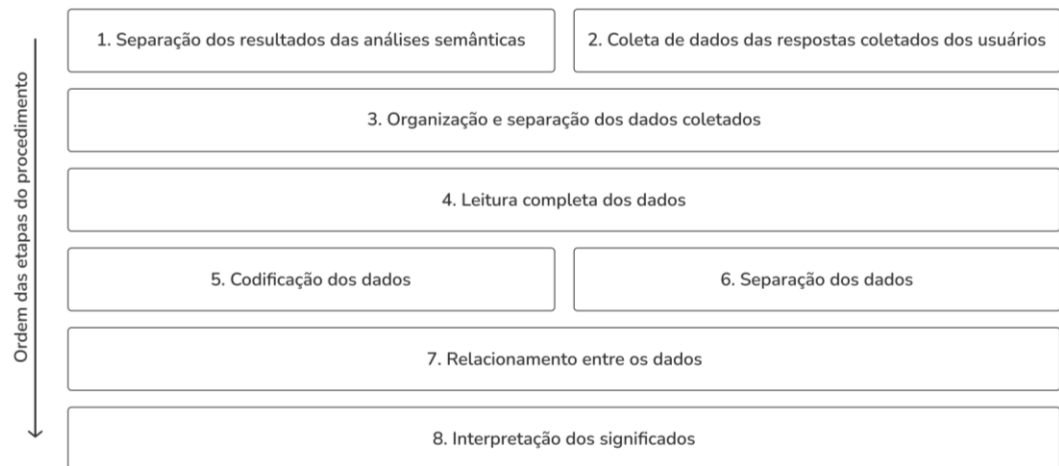 Ordem das etapas do procedimento
1. Separação dos resultados das análises semânticas
2. Coleta de dados das respostas coletados dos usuários
3. Organização e separação dos dados coletados
4. Leitura completa dos dados
5. Codificação dos dados
6. Separação dos dados
7. Relacionamento entre os dados
8. Interpretação dos significados